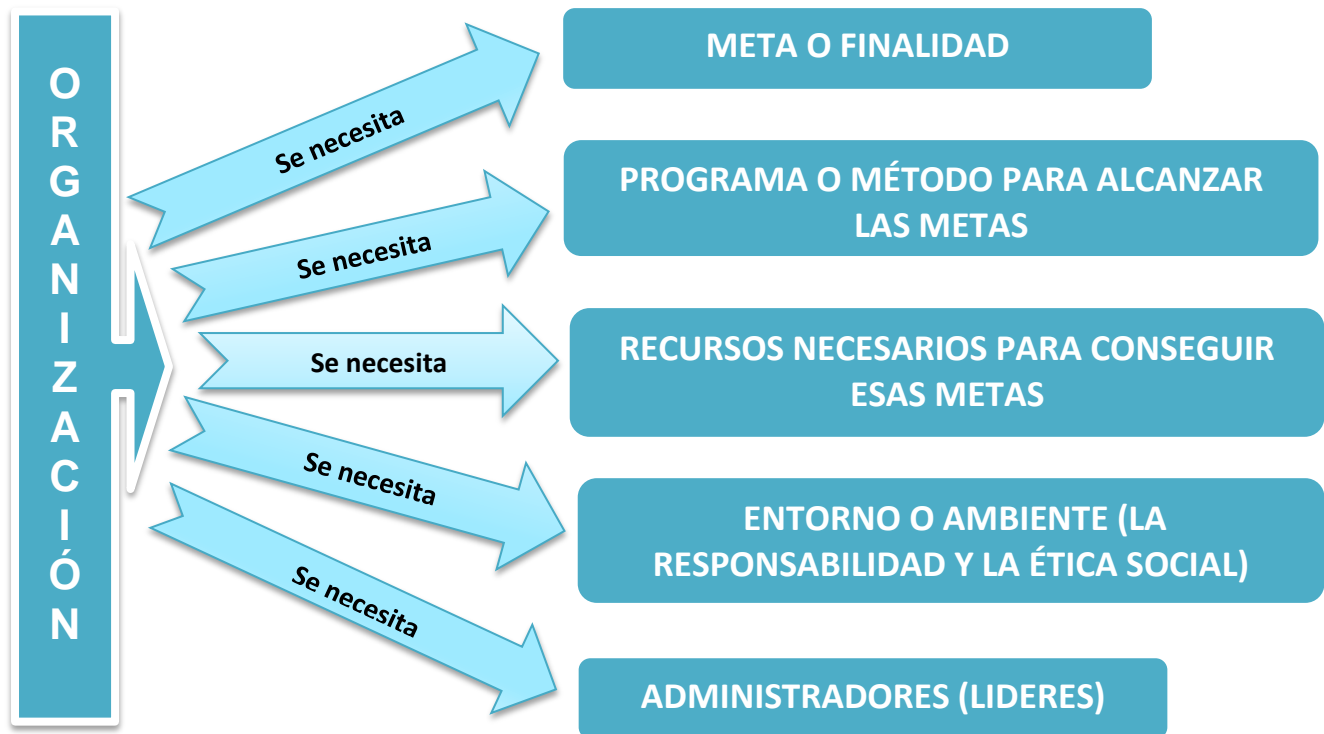 ORGANIZACIÓN
Se necesita
META O FINALIDAD
Se necesita
PROGRAMA O MÉTODO PARA ALCANZAR
LAS METAS
Se necesita
RECURSOS NECESARIOS PARA CONSEGUIR
ESAS METAS
Se necesita
ENTORNO O AMBIENTE (LA
RESPONSABILIDAD Y LA ÉTICA SOCIAL)
Se necesita
ADMINISTRADORES (LIDERES)